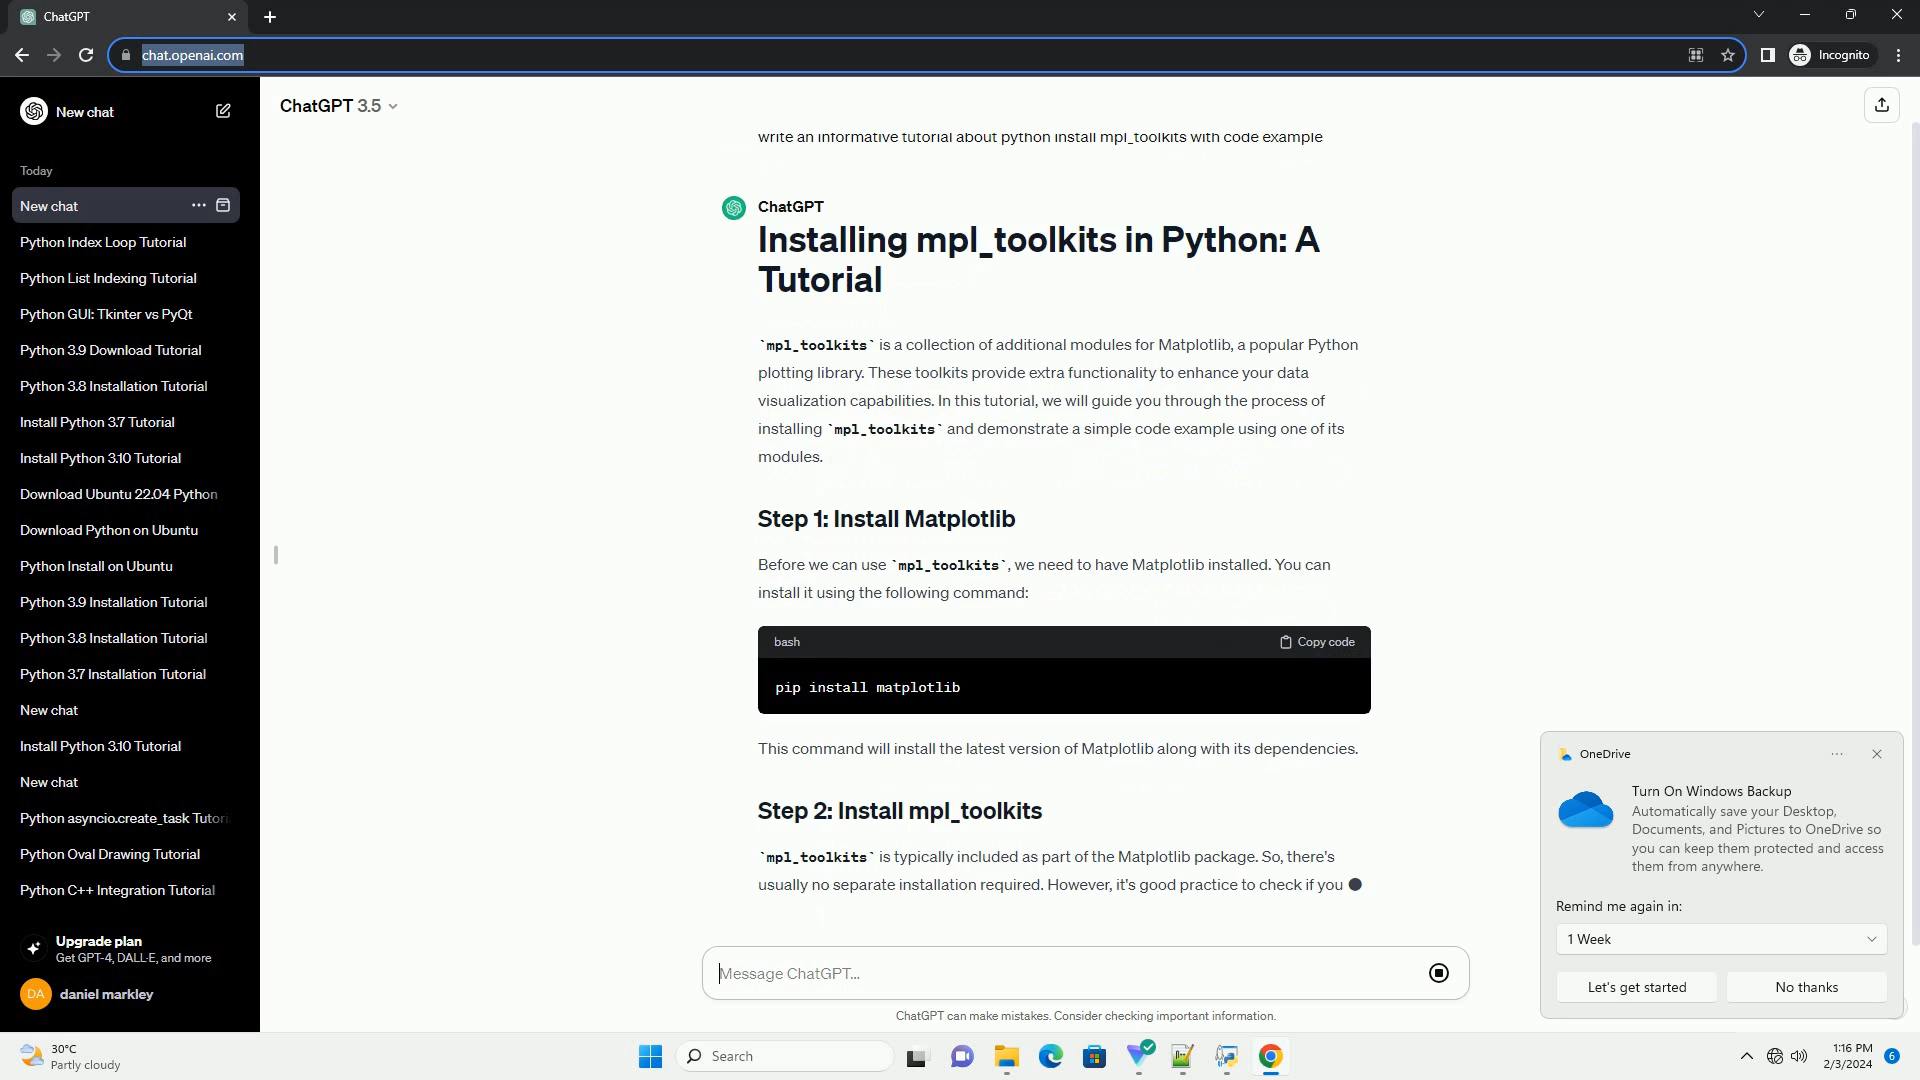 ChatGPT
chat.openai.com
Incognito
New chat
Today
New chat
Python Index Loop Tutorial
Python List Indexing Tutorial
Python GUI: Tkinter vs PyQt
Python 3.9 Download Tutorial
Python 3.8 Installation Tutorial
Install Python 3.7 Tutorial
Install Python 3.10 Tutorial
Download Ubuntu 22.04 Python
Download Python on Ubuntu
Python Install on Ubuntu
Python 3.9 Installation Tutorial
Python 3.8 Installation Tutorial
Python 3.7 Installation Tutorial
New chat
Install Python 3.10 Tutorial
New chat
Python asyncio.create_task Tutori
Python Oval Drawing Tutorial
Python C++ Integration Tutorial
Upgrade plan
Get GPT-4, DALL·E, and more
DA daniel markley
ChatGPT 3.5
write an informative tutorial about python install mpl_toolkits with code example
ChatGPT
Installing mpl_toolkits in Python: A
Tutorial
`mpl_toolkits` is a collection of additional modules for Matplotlib, a popular Python
plotting library. These toolkits provide extra functionality to enhance your data
visualization capabilities. In this tutorial, we will guide you through the process of
installing `mpl_toolkits` and demonstrate a simple code example using one of its
modules.
Step 1: Install Matplotlib
Before we can use `mpl_toolkits`, we need to have Matplotlib installed. You can
install it using the following command:
bash Copy code
pip install matplotlib
This command will install the latest version of Matplotlib along with its dependencies.
Step 2: Install mpl_toolkits
`mpl_toolkits` is typically included as part of the Matplotlib package. So, there's
usually no separate installation required. However, it's good practice to check if you
Message ChatGPT...
ChatGPT can make mistakes. Consider checking important information.
OneDrive
Turn On Windows Backup
Automatically save your Desktop,
Documents, and Pictures to OneDrive so
you can keep them protected and access
them from anywhere.
Remind me again in:
1 Week
Let's get started No thanks
30°C
Partly cloudy
Search
1:16 PM
2/3/2024
6